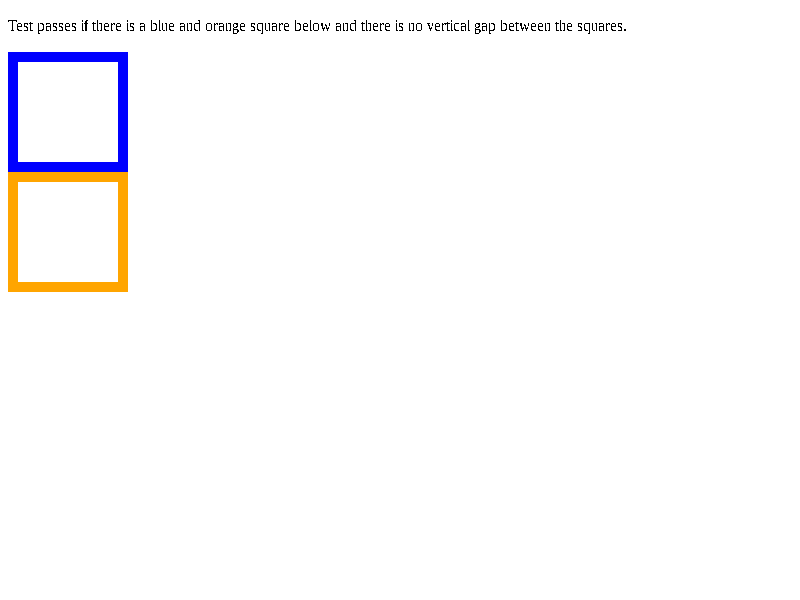 Test passes if there is a blue and orange square below and there is no vertical gap between the squares.